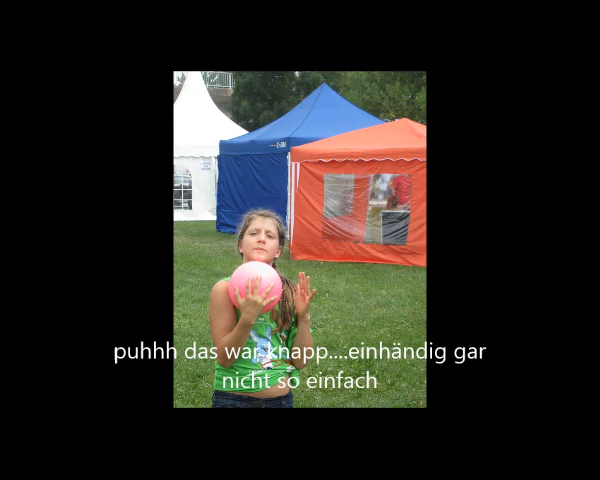 puhhh das war knapp....einhändig gar
nicht so einfach